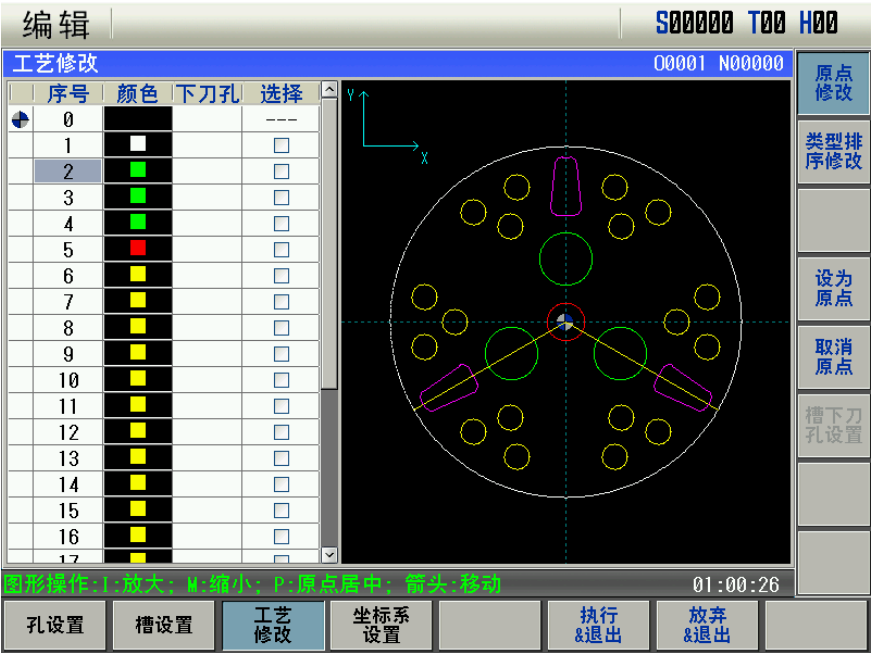 编辑
S00000 T00 H00
工艺修改
O0001 N00000
序号 颜色 下刀孔 选择
0 ---
1
2
3
4
5
6
7
8
9
10
11
12
13
14
15
16
17
Y
X
原点
修改
类型排
序修改
设为
原点
取消
原点
槽下刀
孔设置
图形操作:I:放大; M:缩小; P:原点居中; 箭头:移动
01:00:26
孔设置
槽设置
工艺
修改
坐标系
设置
执行
&退出
放弃
&退出